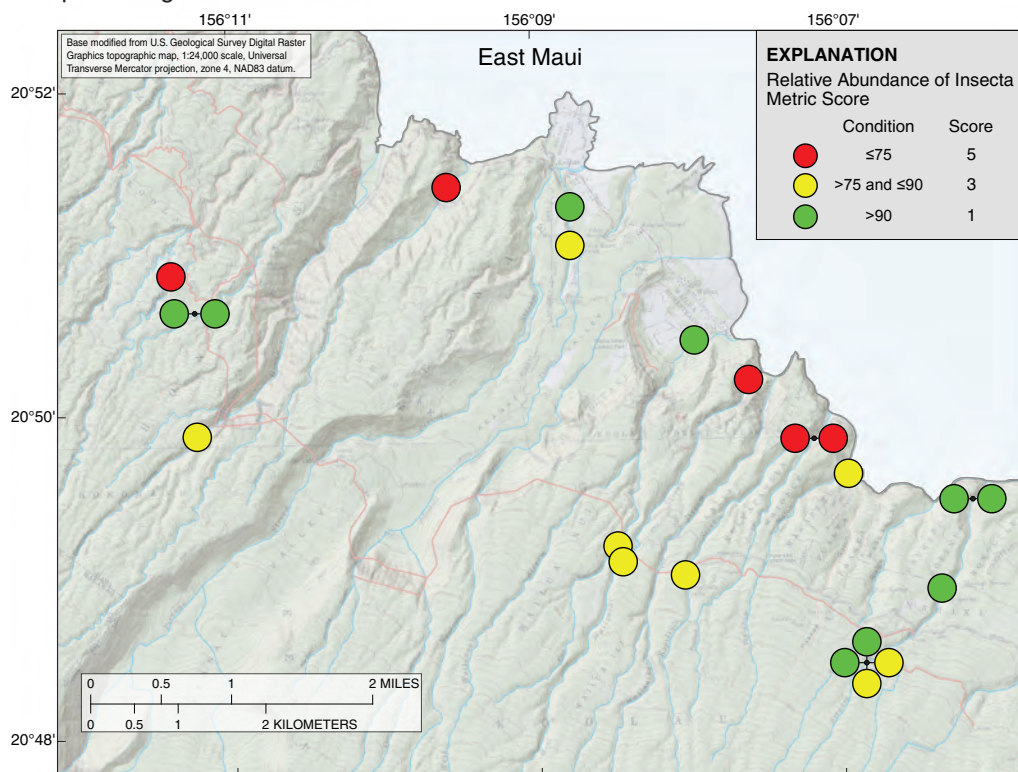 156°11'
156°09'
156°07'
Base modified from U.S. Geological Survey Digital Raster
Graphics topographic map, 1:24,000 scale, Universal
Transverse Mercator projection, zone 4, NAD83 datum.
East Maui
EXPLANATION
Relative Abundance of Insecta
Metric Score
Condition Score
≤75 5
>75 and ≤90 3
>90 1
20°52'
20°50'
20°48'
0 0.5 1 2 MILES
0 0.5 1 2 KILOMETERS